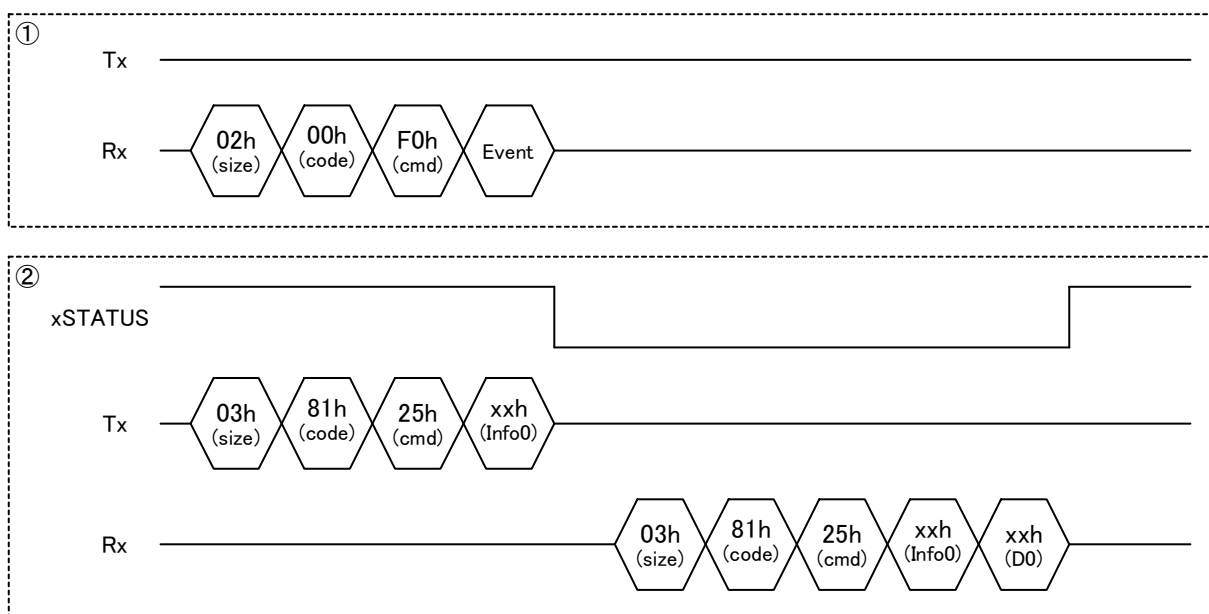 ①
Tx
Rx 02h (size) 00h (code) F0h (cmd) Event
②
xSTATUS
Tx 03h (size) 81h (code) 25h (cmd) xxh (Info0)
Rx 03h (size) 81h (code) 25h (cmd) xxh (Info0) xxh (D0)